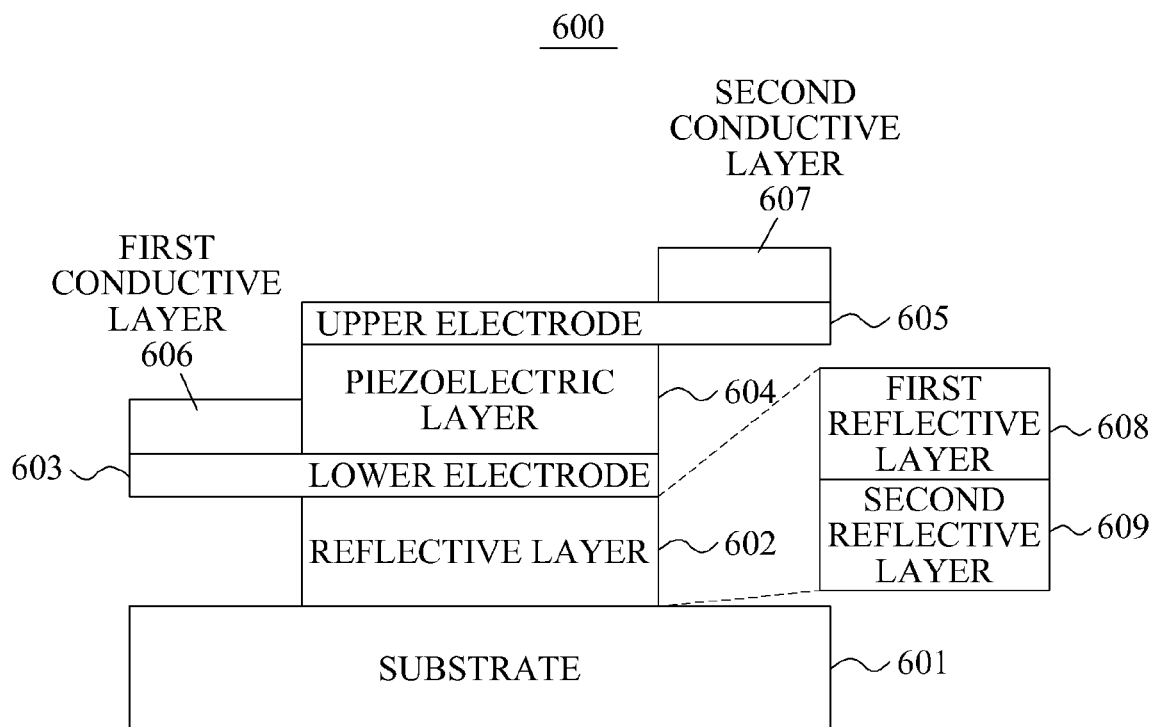 600
SECOND
CONDUCTIVE
LAYER
607
FIRST
CONDUCTIVE
LAYER
606
UPPER ELECTRODE
605
PIEZOELECTRIC
LAYER
604
603
LOWER ELECTRODE
FIRST
REFLECTIVE
LAYER
608
SECOND
REFLECTIVE
LAYER
609
REFLECTIVE LAYER
602
SUBSTRATE
601